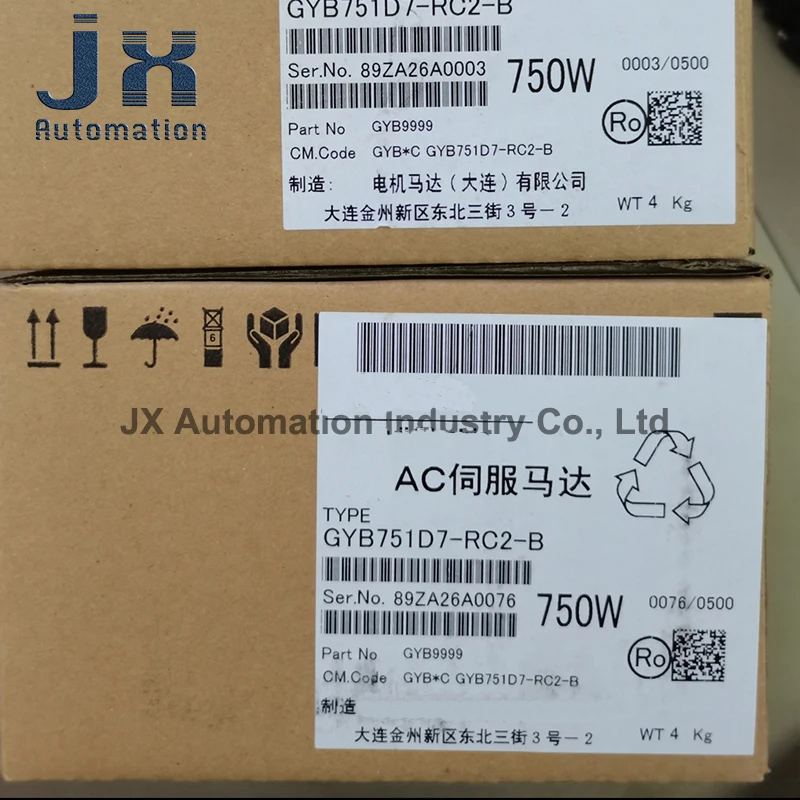 GYB751D7-RC2-B
JX
Automation
Ser.No. 89ZA26A0003 750W 0003/0500
Part No GYB9999
CM.Code GYB*C GYB751D7-RC2-B
Ro
制造: 电机马达(大连)有限公司
大连金州新区东北三街3号-2 WT 4 Kg
6
JX Automation Industry Co., Ltd
AC伺服马达
TYPE
GYB751D7-RC2-B
Ser.No. 89ZA26A0076 750W 0076/0500
Part No GYB9999
CM.Code GYB*C GYB751D7-RC2-B
Ro
制造
大连金州新区东北三街3号-2 WT 4 Kg